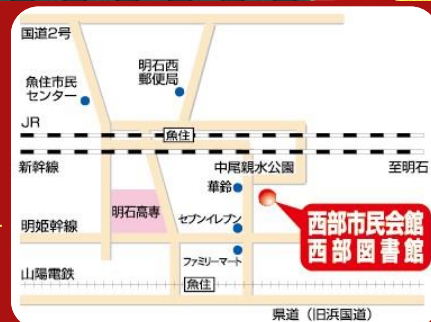 国道2号
明石西
郵便局
魚住市民
センター
JR
魚住
新幹線
中尾親水公園
至明石
華鈴
明石高専
セブンイレブン
西部市民会館
西部図書館
明姫幹線
ファミリーマート
山陽電鉄
魚住
県道（旧浜国道）